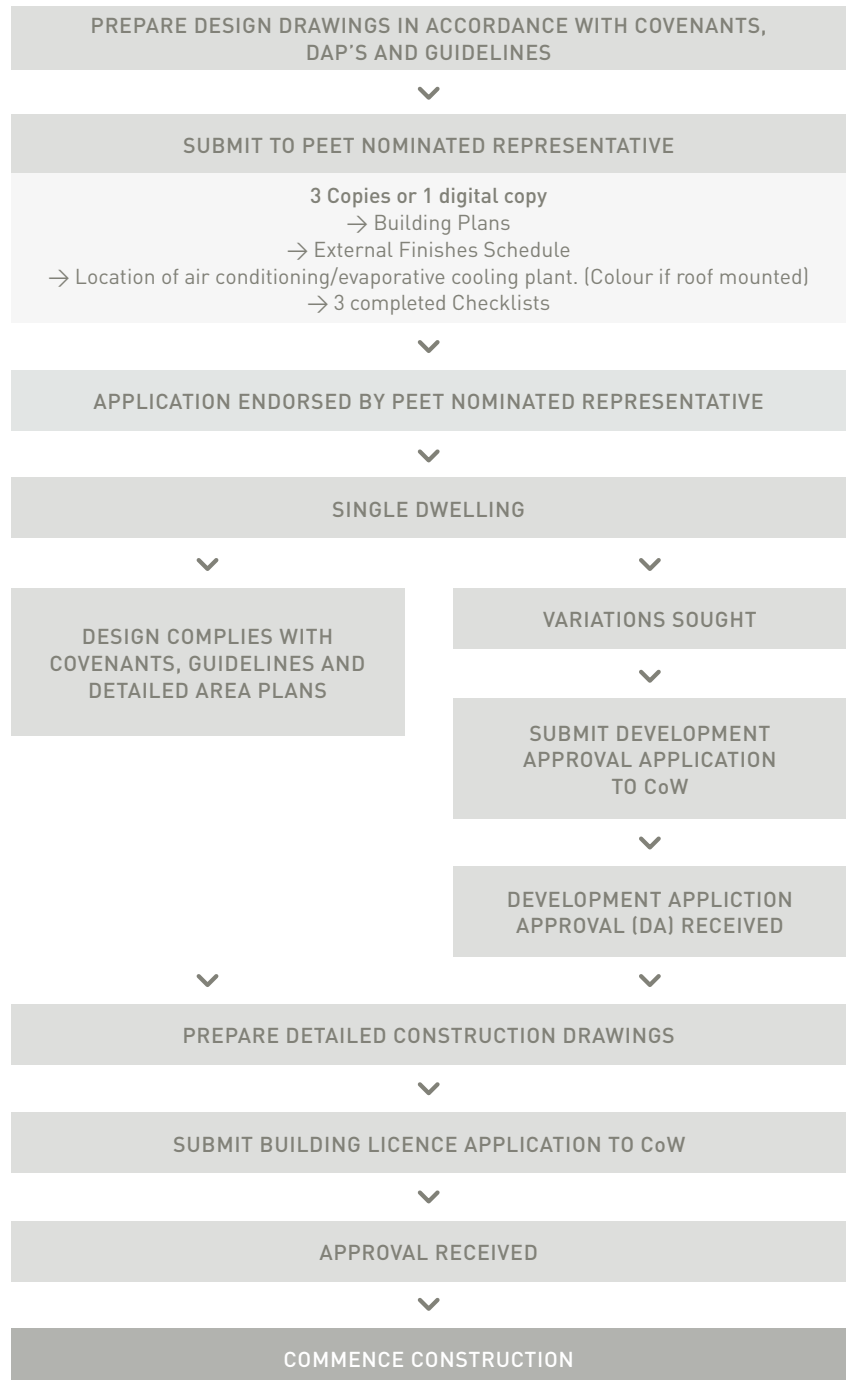 PREPARE DESIGN DRAWINGS IN ACCORDANCE WITH COVENANTS,
DAP'S AND GUIDELINES
SUBMIT TO PEET NOMINATED REPRESENTATIVE
3 Copies or 1 digital copy
→ Building Plans
→ External Finishes Schedule
→ Location of air conditioning/evaporative cooling plant. (Colour if roof mounted)
→ 3 completed Checklists
APPLICATION ENDORSED BY PEET NOMINATED REPRESENTATIVE
SINGLE DWELLING
DESIGN COMPLIES WITH
COVENANTS, GUIDELINES AND
DETAILED AREA PLANS
VARIATIONS SOUGHT
SUBMIT DEVELOPMENT
APPROVAL APPLICATION
TO CoW
DEVELOPMENT APPLICTION
APPROVAL (DA) RECEIVED
PREPARE DETAILED CONSTRUCTION DRAWINGS
SUBMIT BUILDING LICENCE APPLICATION TO CoW
APPROVAL RECEIVED
COMMENCE CONSTRUCTION